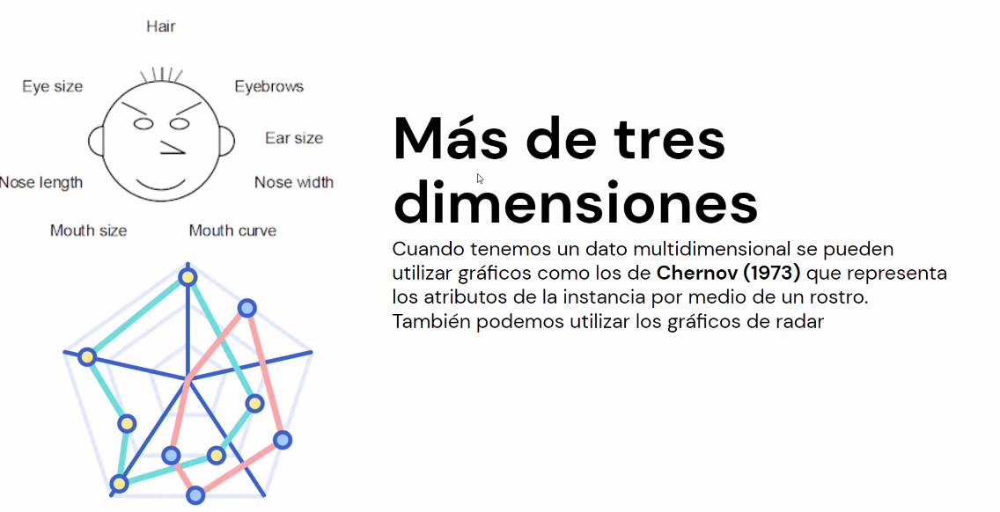 Hair
Eye size
Eyebrows
Ear size
Nose length
Nose width
Mouth size
Mouth curve
Más de tres
dimensiones
Cuando tenemos un dato multidimensional se pueden
utilizar gráficos como los de Chernov (1973) que representa
los atributos de la instancia por medio de un rostro.
También podemos utilizar los gráficos de radar